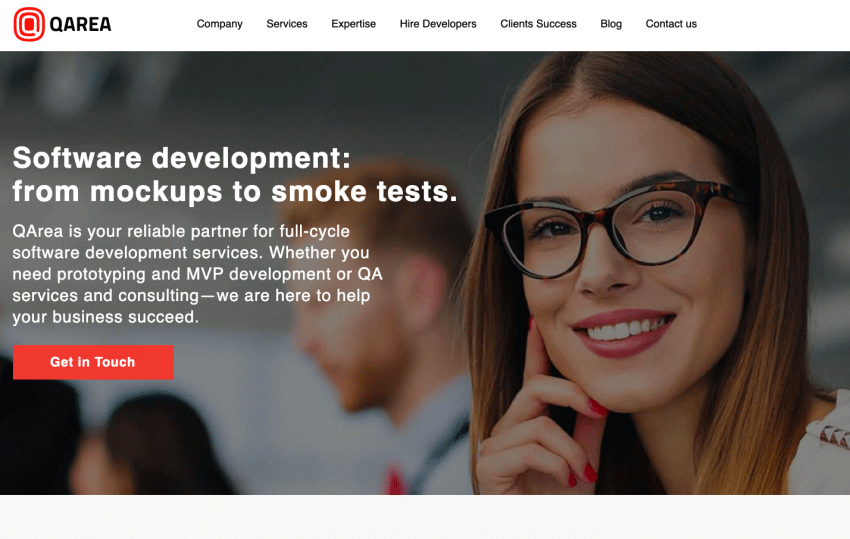 QAREA
Company Services Expertise Hire Developers Clients Success Blog Contact us
Software development:
from mockups to smoke tests.
QArea is your reliable partner for full-cycle
software development services. Whether you
need prototyping and MVP development or QA
services and consulting—we are here to help
your business succeed.
Get in Touch